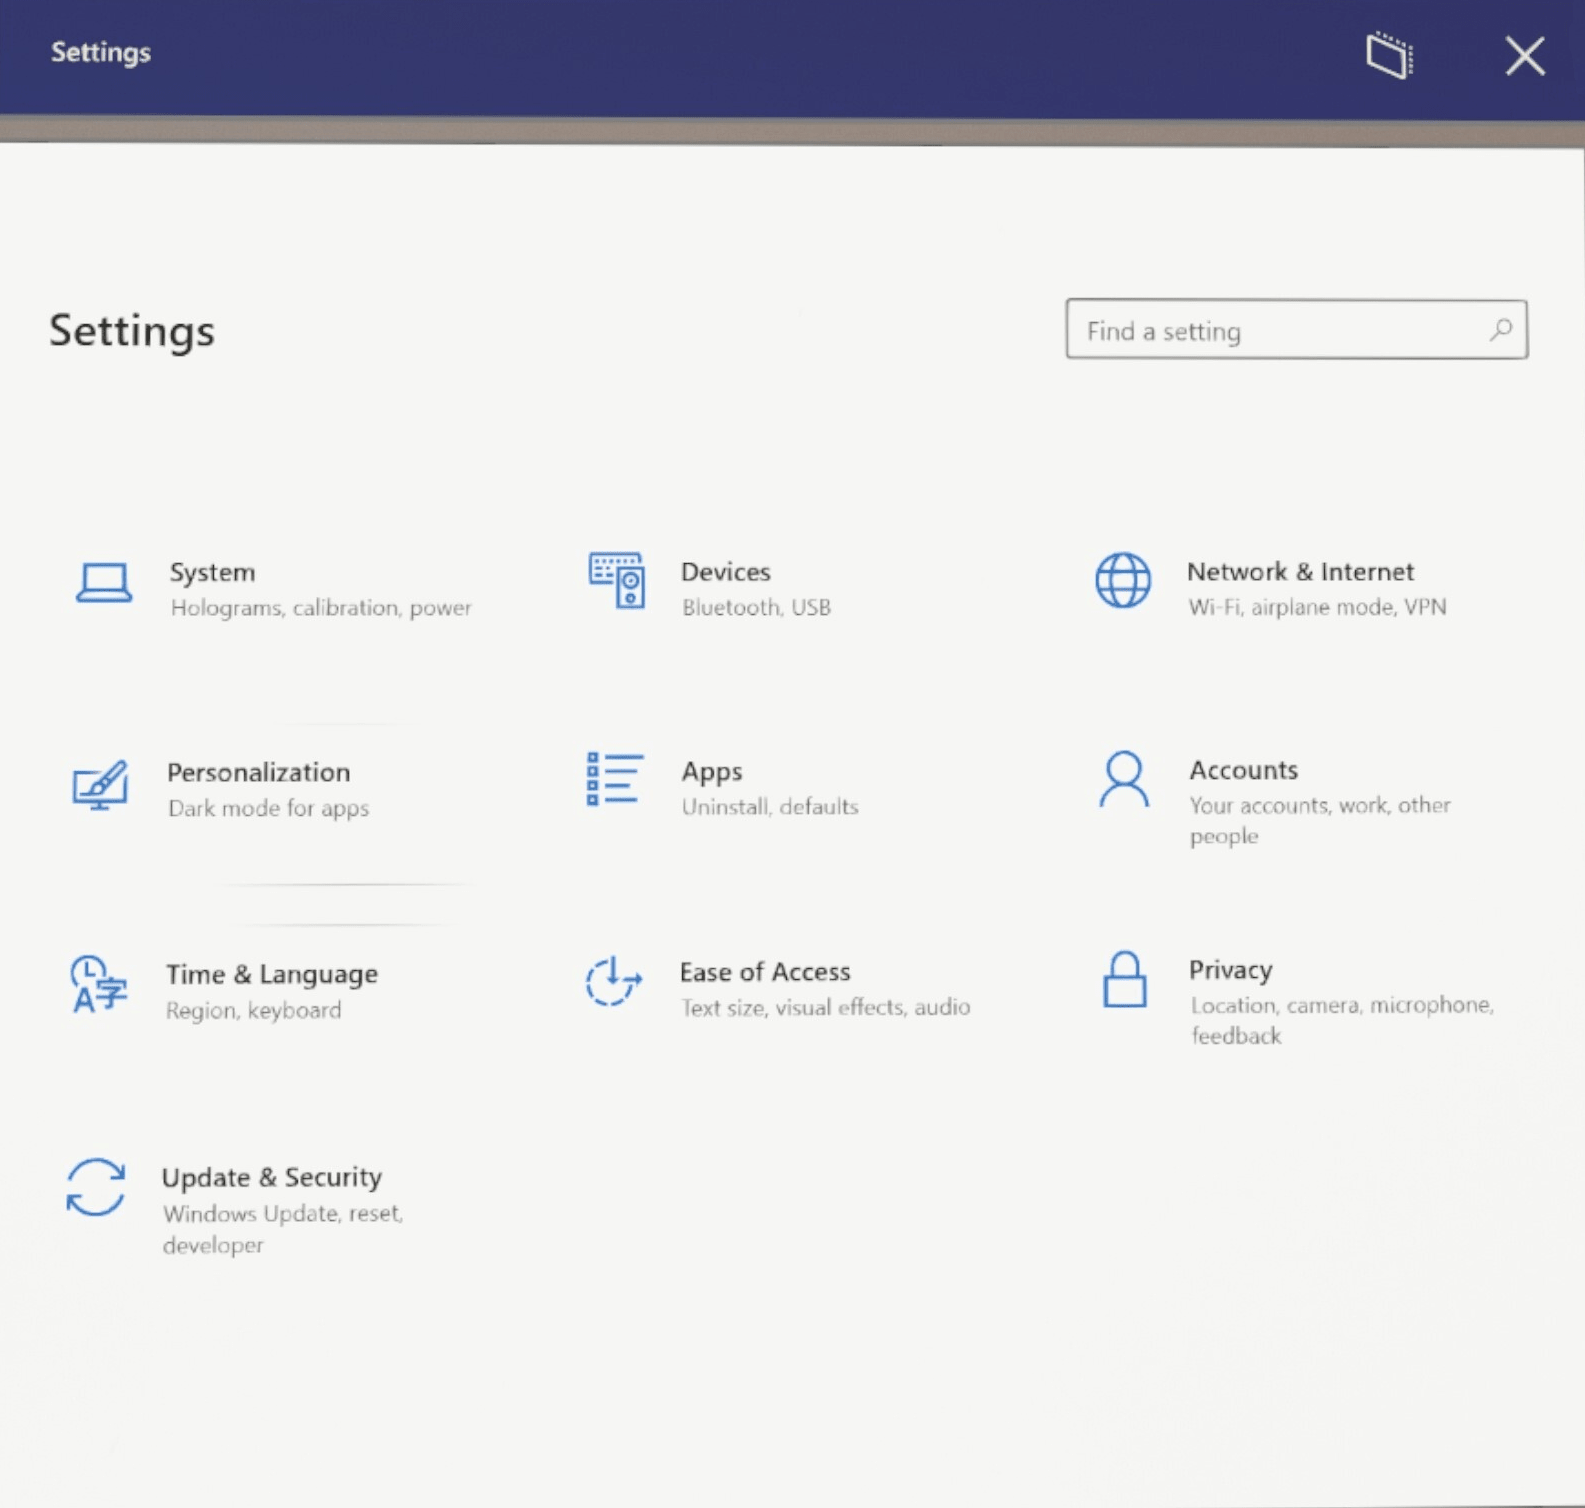 Settings
Settings
Find a setting
System
Holograms, calibration, power
Devices
Bluetooth, USB
Network & Internet
Wi-Fi, airplane mode, VPN
Personalization
Dark mode for apps
Apps
Uninstall, defaults
Accounts
Your accounts, work, other
people
Time & Language
Region, keyboard
Ease of Access
Text size, visual effects, audio
Privacy
Location, camera, microphone,
feedback
Update & Security
Windows Update, reset,
developer